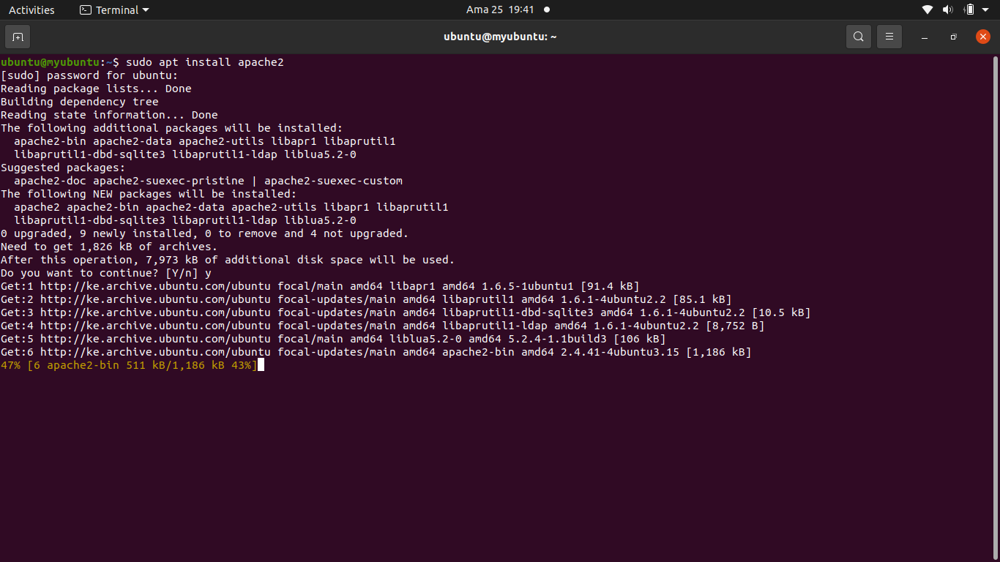 Activities Terminal Ama 25 19:41
ubuntu@myubuntu: ~
ubuntu@myubuntu:~$ sudo apt install apache2
[sudo] password for ubuntu:
Reading package lists... Done
Building dependency tree
Reading state information... Done
The following additional packages will be installed:
  apache2-bin apache2-data apache2-utils libapr1 libaprutil1
  libaprutil1-dbd-sqlite3 libaprutil1-ldap liblua5.2-0
Suggested packages:
  apache2-doc apache2-suexec-pristine | apache2-suexec-custom
The following NEW packages will be installed:
  apache2 apache2-bin apache2-data apache2-utils libapr1 libaprutil1
  libaprutil1-dbd-sqlite3 libaprutil1-ldap liblua5.2-0
0 upgraded, 9 newly installed, 0 to remove and 4 not upgraded.
Need to get 1,826 kB of archives.
After this operation, 7,973 kB of additional disk space will be used.
Do you want to continue? [Y/n] y
Get:1 http://ke.archive.ubuntu.com/ubuntu focal/main amd64 libapr1 amd64 1.6.5-1ubuntu1 [91.4 kB]
Get:2 http://ke.archive.ubuntu.com/ubuntu focal-updates/main amd64 libaprutil1 amd64 1.6.1-4ubuntu2.2 [85.1 kB]
Get:3 http://ke.archive.ubuntu.com/ubuntu focal-updates/main amd64 libaprutil1-dbd-sqlite3 amd64 1.6.1-4ubuntu2.2 [10.5 kB]
Get:4 http://ke.archive.ubuntu.com/ubuntu focal-updates/main amd64 libaprutil1-ldap amd64 1.6.1-4ubuntu2.2 [8,752 B]
Get:5 http://ke.archive.ubuntu.com/ubuntu focal/main amd64 liblua5.2-0 amd64 5.2.4-1.1build3 [106 kB]
Get:6 http://ke.archive.ubuntu.com/ubuntu focal-updates/main amd64 apache2-bin amd64 2.4.41-4ubuntu3.15 [1,186 kB]
47% [6 apache2-bin 511 kB/1,186 kB 43%]